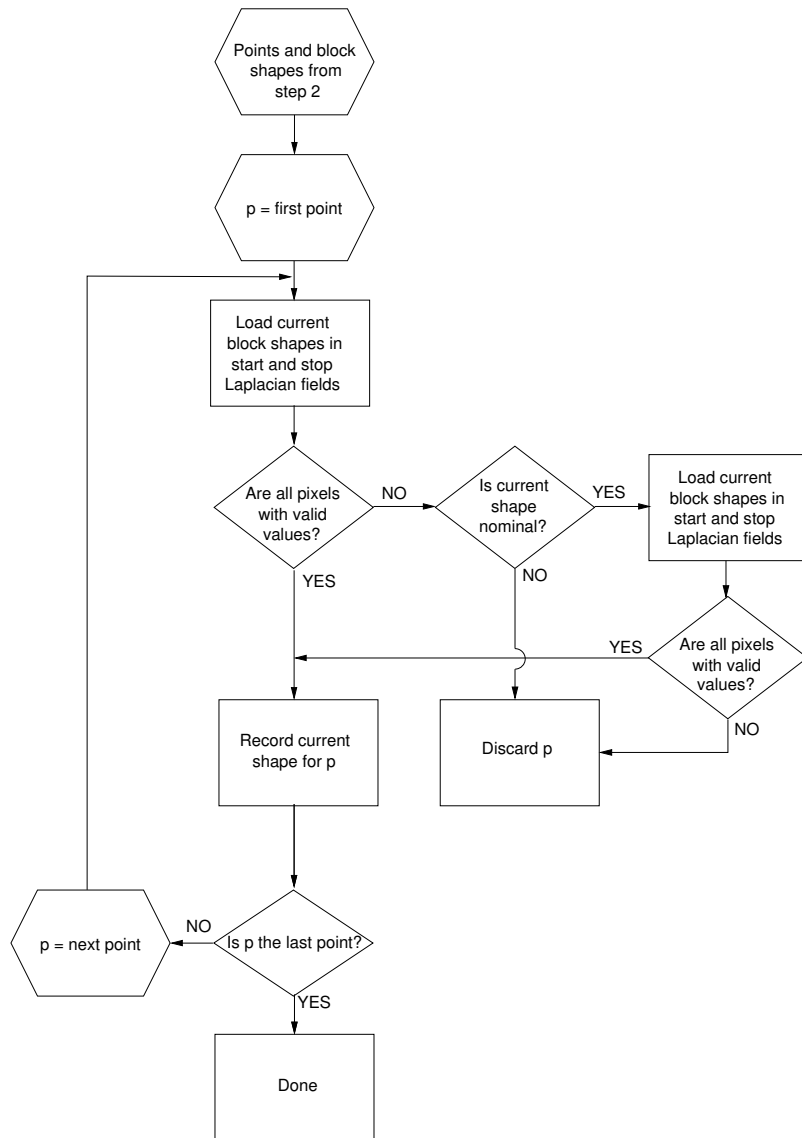 Points and block
shapes from
step 2
p = first point
Load current
block shapes in
start and stop
Laplacian fields
Are all pixels
with valid
values?
NO
Is current
shape
nominal?
YES
Load current
block shapes in
start and stop
Laplacian fields
YES
NO
YES
Are all pixels
with valid
values?
NO
Record current
shape for p
Discard p
p = next point
NO
Is p the last point?
YES
Done